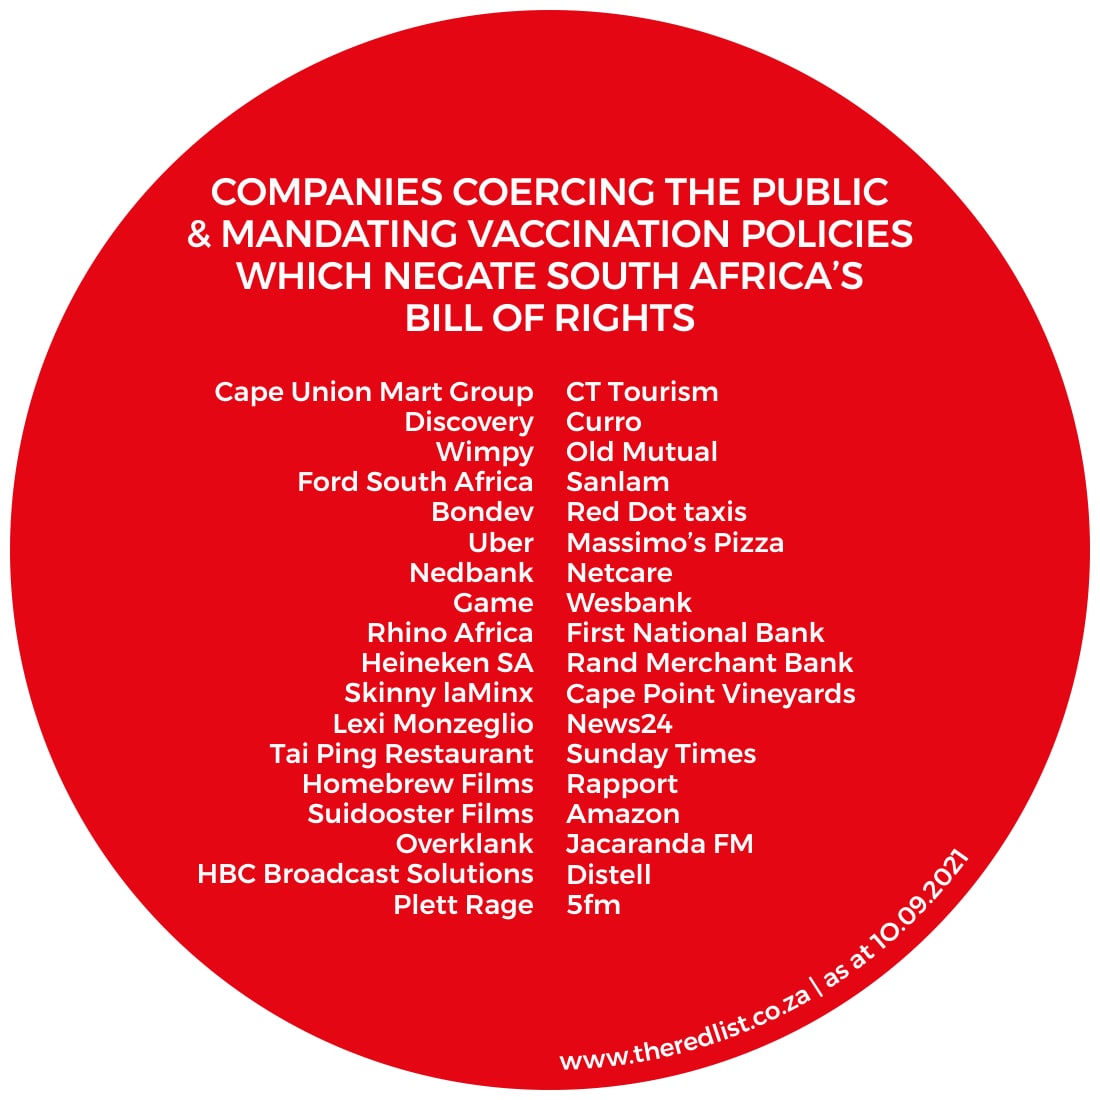 COMPANIES COERCING THE PUBLIC
& MANDATING VACCINATION POLICIES
WHICH NEGATE SOUTH AFRICA'S
BILL OF RIGHTS
Cape Union Mart Group
Discovery
Wimpy
Ford South Africa
Bondev
Uber
Nedbank
Game
Rhino Africa
Heineken SA
Skinny laMinx
Lexi Monzeglio
Tai Ping Restaurant
Homebrew Films
Suidooster Films
Overklank
HBC Broadcast Solutions
Plett Rage
CT Tourism
Curro
Old Mutual
Sanlam
Red Dot taxis
Massimo's Pizza
Netcare
Wesbank
First National Bank
Rand Merchant Bank
Cape Point Vineyards
News24
Sunday Times
Rapport
Amazon
Jacaranda FM
Distell
5fm
www.theredlist.co.za | as at 10.09.2021